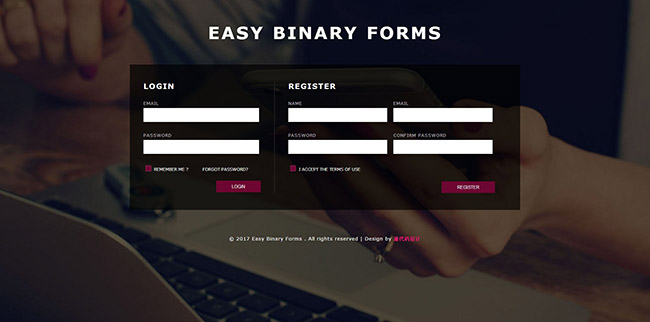 EASY BINARY FORMS
LOGIN
EMAIL
PASSWORD
REMEMBER ME ?
FORGOT PASSWORD?
LOGIN
REGISTER
NAME
EMAIL
PASSWORD
CONFIRM PASSWORD
I ACCEPT THE TERMS OF USE
REGISTER
© 2017 Easy Binary Forms . All rights reserved | Design by